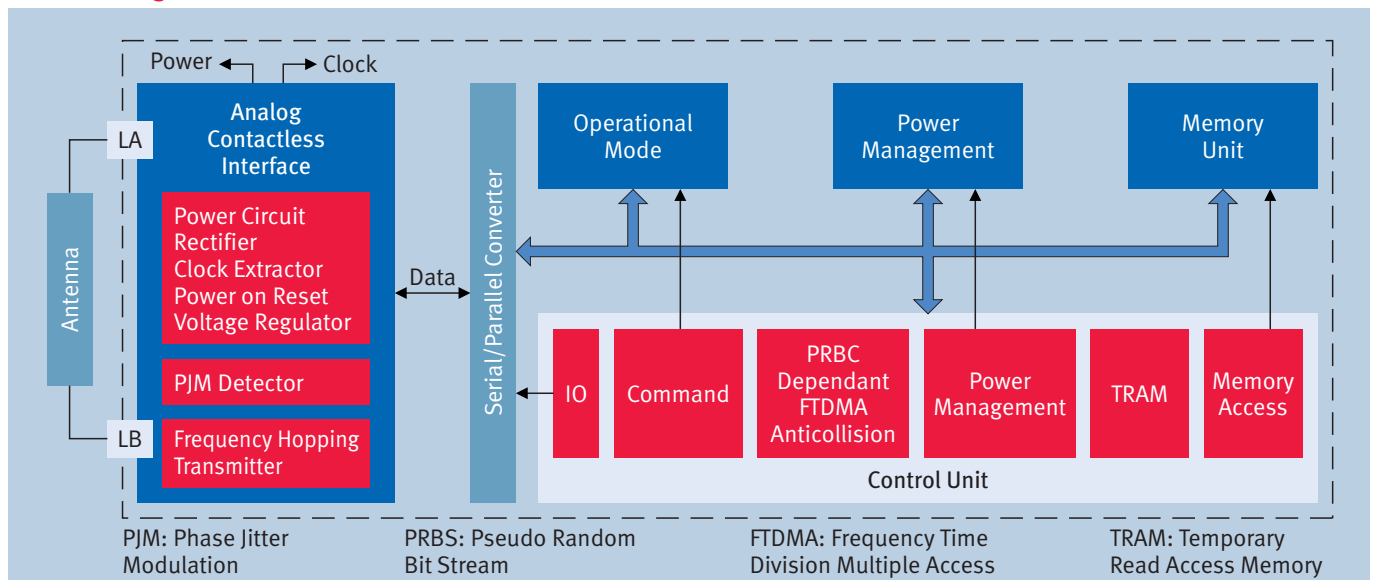 Power
Clock
Analog
Contactless
Interface
LA
Antenna
LB
Power Circuit
Rectifier
Clock Extractor
Power on Reset
Voltage Regulator
PJM Detector
Frequency Hopping
Transmitter
Data
Serial/Parallel Converter
Operational
Mode
Power
Management
Memory
Unit
IO
Command
PRBC
Dependant
FTDMA
Anticollision
Power
Management
TRAM
Memory
Access
Control Unit
PJM: Phase Jitter
Modulation
PRBS: Pseudo Random
Bit Stream
FTDMA: Frequency Time
Division Multiple Access
TRAM: Temporary
Read Access Memory